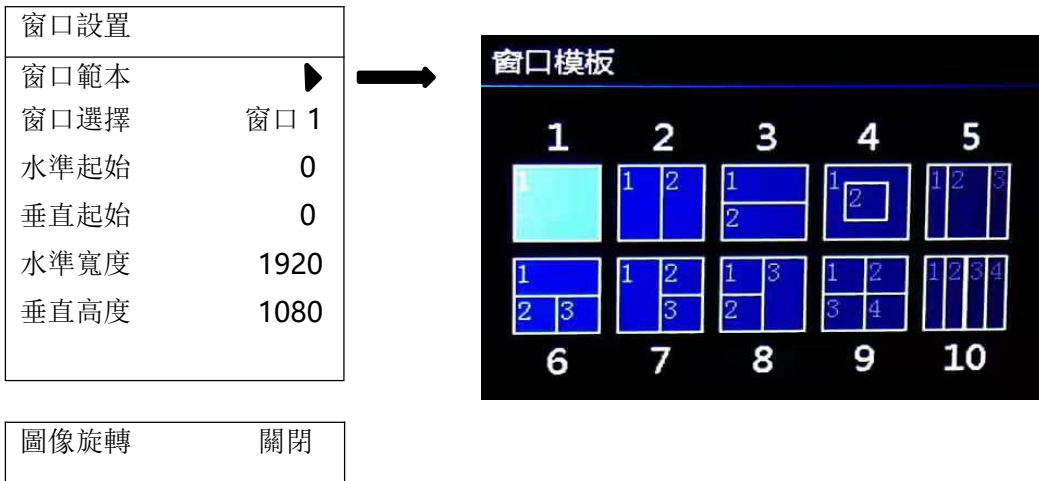 窗口設置
窗口範本
窗口選擇 窗口 1
水準起始 0
垂直起始 0
水準寬度 1920
垂直高度 1080
圖像旋轉 關閉
窗口模板
1 2 3 4 5
1 1 2 1 2 1 2 1 2 3
1 2 3 1 2 3 1 2 3 1 2 3 4 1 2 3 4
6 7 8 9 10